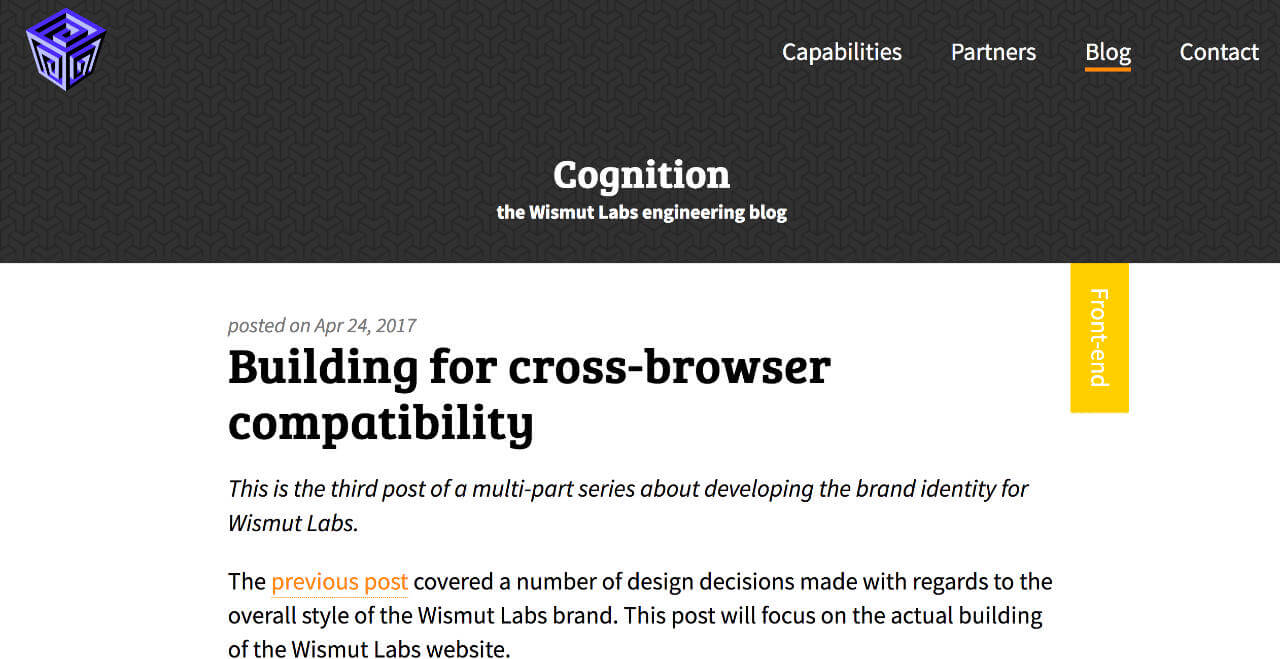 Capabilities Partners Blog Contact
Cognition
the Wismut Labs engineering blog
Front-end
posted on Apr 24, 2017
Building for cross-browser
compatibility
This is the third post of a multi-part series about developing the brand identity for
Wismut Labs.
The previous post covered a number of design decisions made with regards to the
overall style of the Wismut Labs brand. This post will focus on the actual building
of the Wismut Labs website.